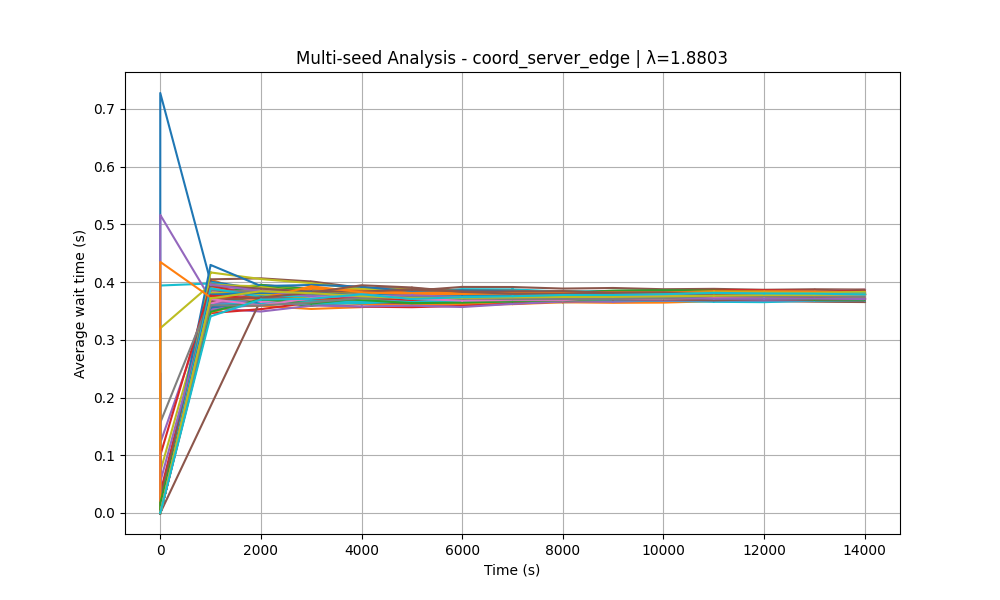 Multi-seed Analysis - coord_server_edge | λ=1.8803
Average wait time (s)
0.7
0.6
0.5
0.4
0.3
0.2
0.1
0.0
0 2000 4000 6000 8000 10000 12000 14000
Time (s)